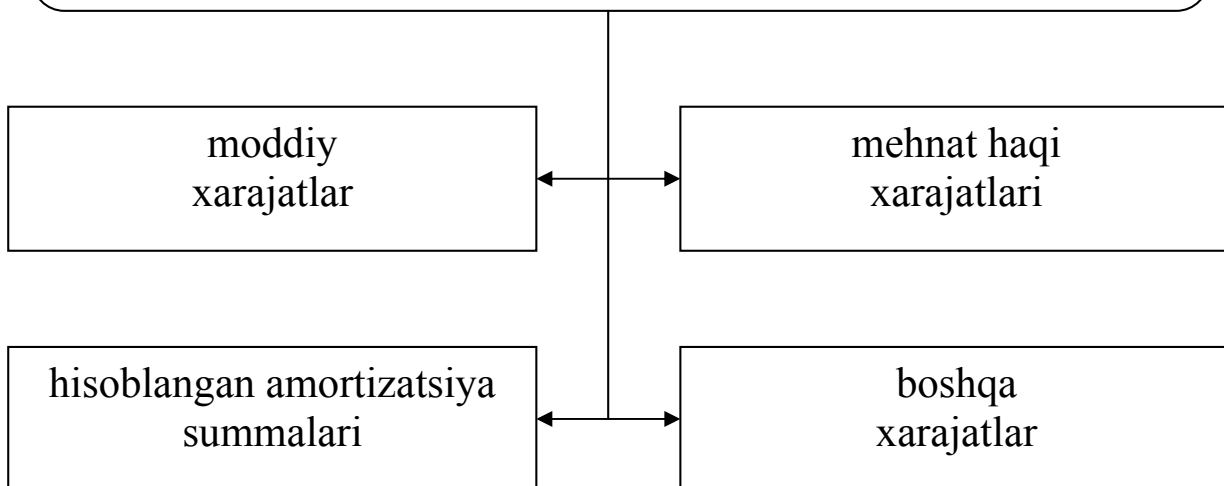 moddiy
xarajatlar
mehnat haqi
xarajatlari
hisoblangan amortizatsiya
summalari
boshqa
xarajatlar